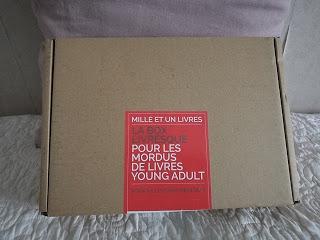 MILLE ET UN LIVRES
LA BOX
LIVRESQUE
POUR LES
MORDUS
DE LIVRES
YOUNG ADULT